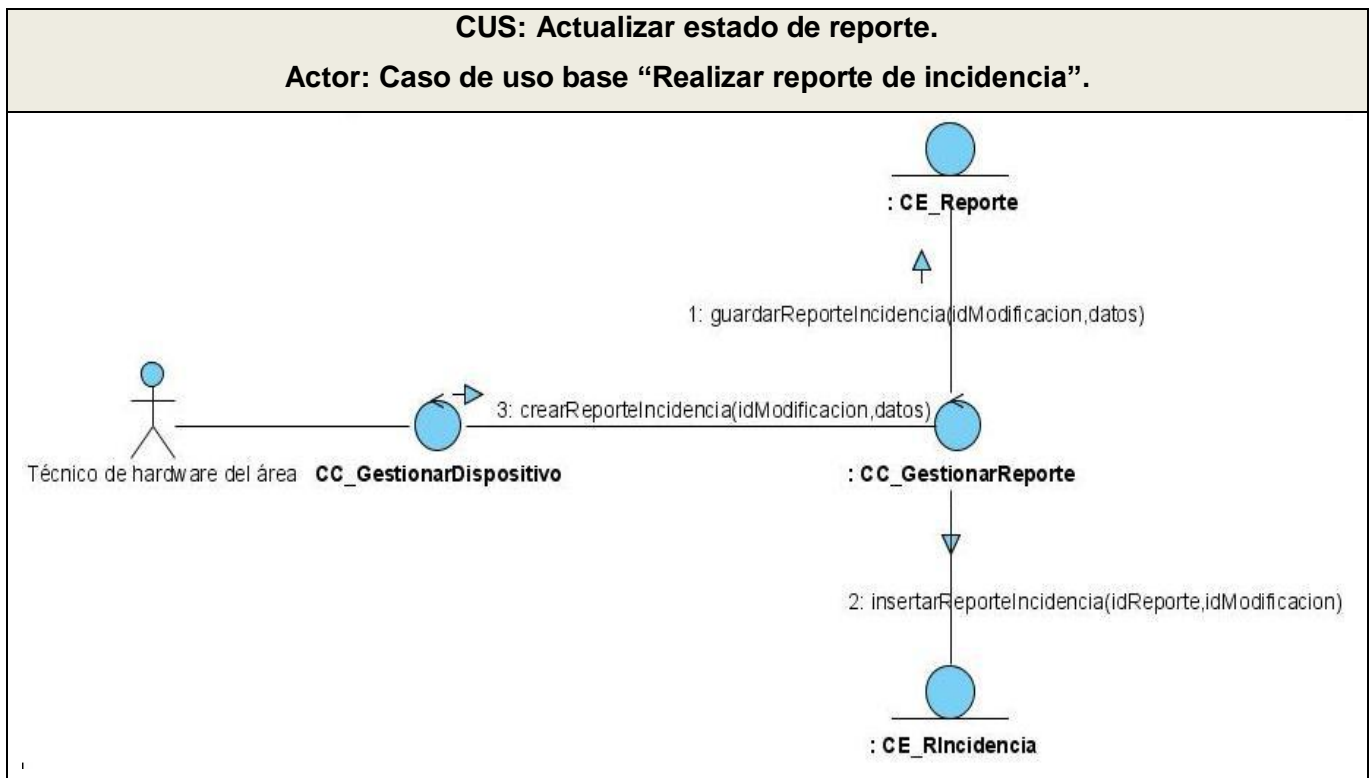 CUS: Actualizar estado de reporte.
Actor: Caso de uso base “Realizar reporte de incidencia”.
: CE_Reporte
1: guardarReporteIncidencia(idModificacion,datos)
3: crearReporteIncidencia(idModificacion,datos)
Técnico de hardware del área
CC_GestionarDispositivo
: CC_GestionarReporte
2: insertarReporteIncidencia(idReporte,idModificacion)
: CE_RIncidencia